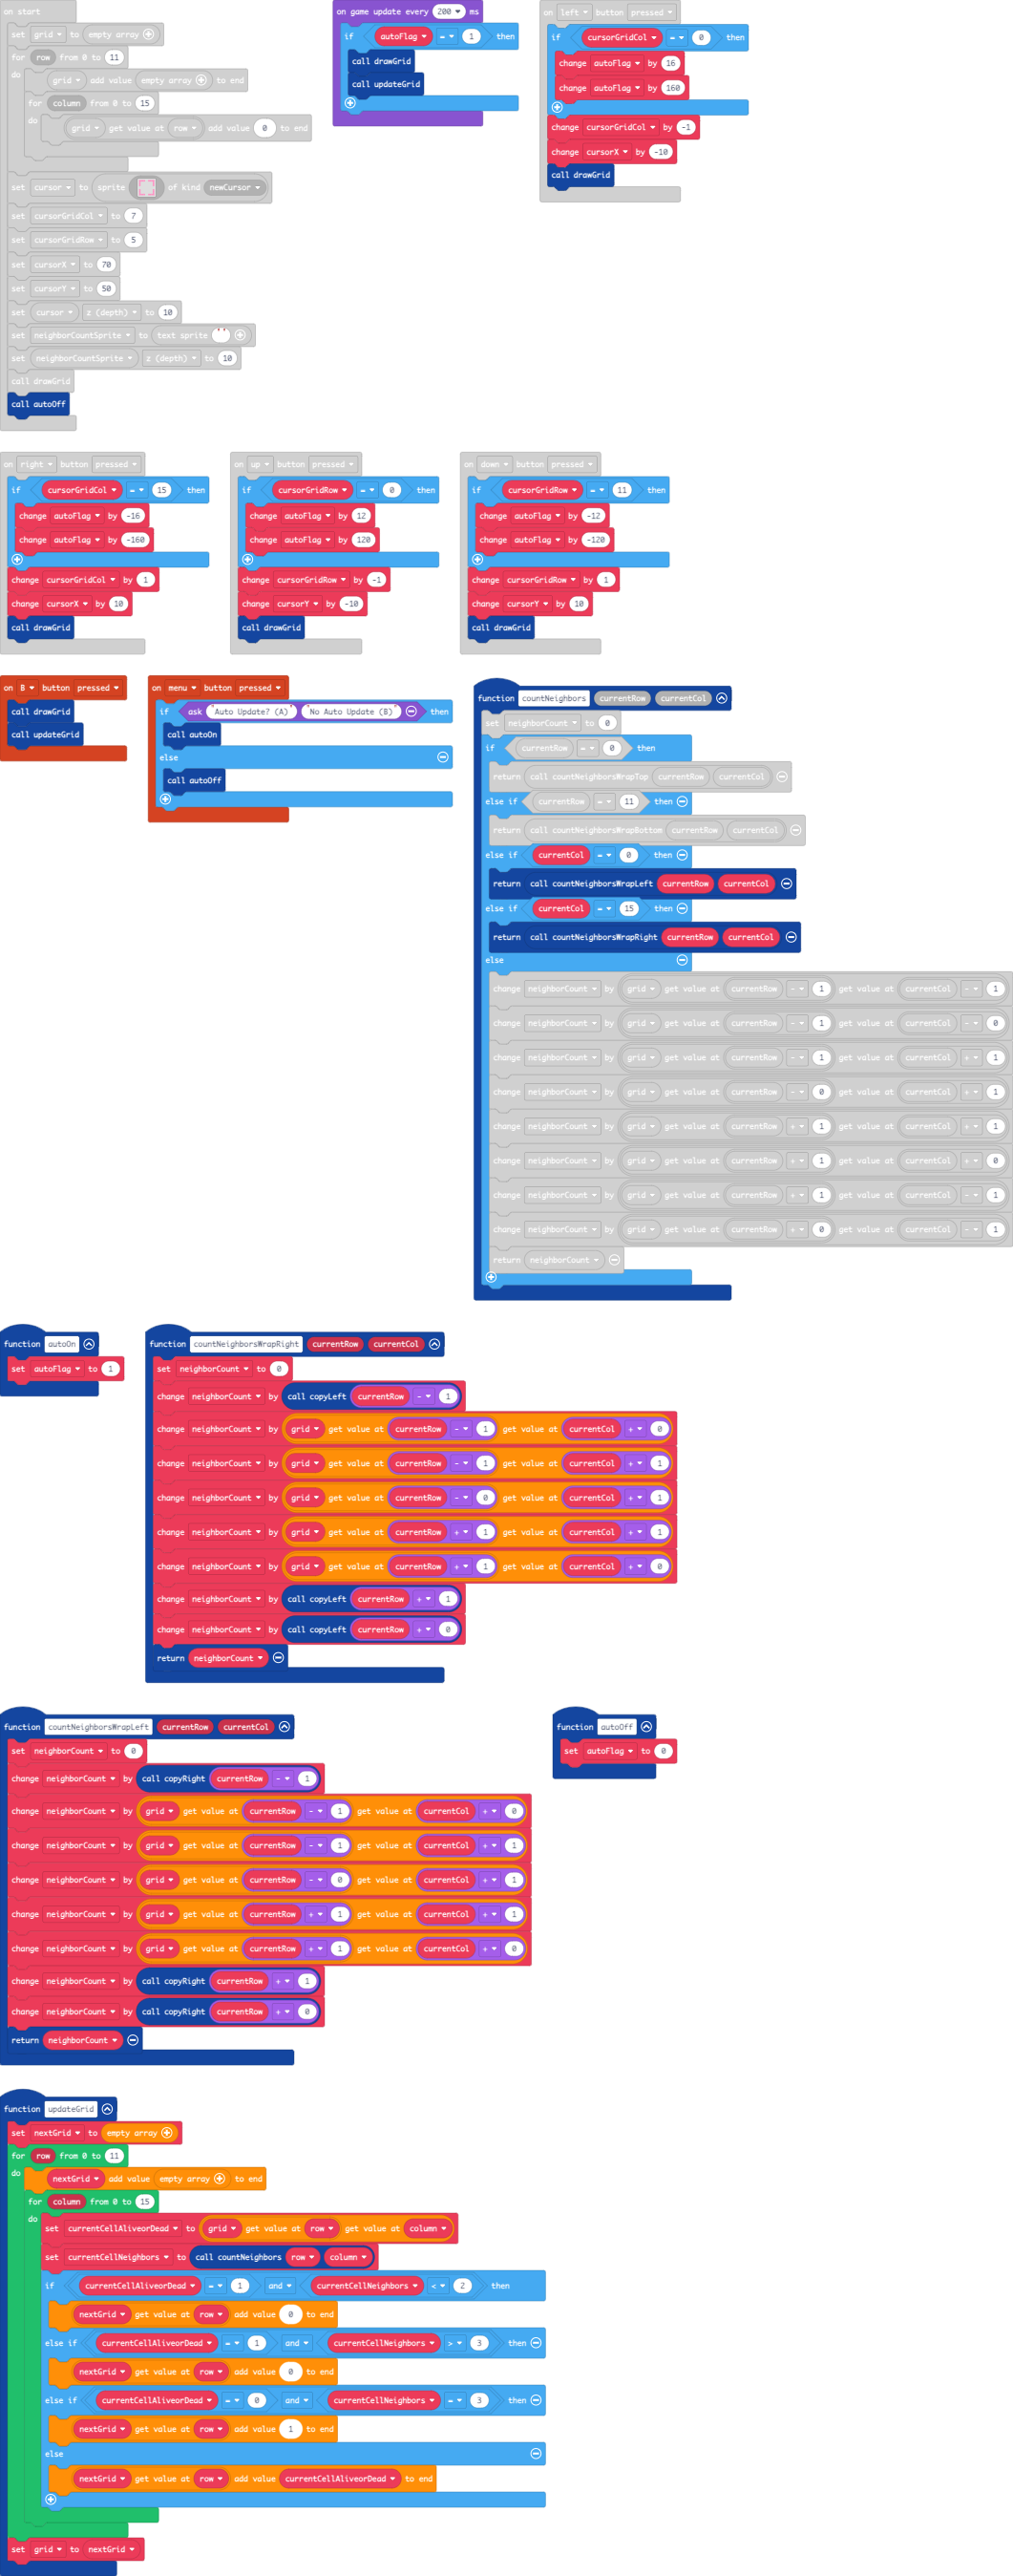 on start
set grid ▾ to empty array
for row from 0 to 11
do grid ▾ add value empty array to end
for column from 0 to 15
do grid ▾ get value at row ▾ add value 0 to end
set cursor ▾ to sprite of kind newCursor ▾
set cursorGridCol ▾ to 7
set cursorGridRow ▾ to 5
set cursorX ▾ to 70
set cursorY ▾ to 50
set cursor ▾ z (depth) ▾ to 10
set neighborCountSprite ▾ to text sprite " "
set neighborCountSprite ▾ z (depth) ▾ to 10
call drawGrid
call autoOff
on game update every 200 ▾ ms
if autoFlag ▾ = ▾ 1 then
call drawGrid
call updateGrid
on left ▾ button pressed ▾
if cursorGridCol ▾ = ▾ 0 then
change autoFlag ▾ by 16
change autoFlag ▾ by 160
change cursorGridCol ▾ by -1
change cursorX ▾ by -10
call drawGrid
on right ▾ button pressed ▾
if cursorGridCol ▾ = ▾ 15 then
change autoFlag ▾ by -16
change autoFlag ▾ by -160
change cursorGridCol ▾ by 1
change cursorX ▾ by 10
call drawGrid
on up ▾ button pressed ▾
if cursorGridRow ▾ = ▾ 0 then
change autoFlag ▾ by 12
change autoFlag ▾ by 120
change cursorGridRow ▾ by -1
change cursorY ▾ by -10
call drawGrid
on down ▾ button pressed ▾
if cursorGridRow ▾ = ▾ 11 then
change autoFlag ▾ by -12
change autoFlag ▾ by -120
change cursorGridRow ▾ by 1
change cursorY ▾ by 10
call drawGrid
on B ▾ button pressed ▾
call drawGrid
call updateGrid
on menu ▾ button pressed ▾
if ask "Auto Update? (A)" "No Auto Update (B)" then
call autoOn
else
call autoOff
function countNeighbors currentRow currentCol
set neighborCount ▾ to 0
if currentRow = ▾ 0 then
return call countNeighborsWrapTop currentRow currentCol
else if currentRow = ▾ 11 then
return call countNeighborsWrapBottom currentRow currentCol
else if currentCol = ▾ 0 then
return call countNeighborsWrapLeft currentRow currentCol
else if currentCol = ▾ 15 then
return call countNeighborsWrapRight currentRow currentCol
else
change neighborCount ▾ by grid ▾ get value at currentRow - ▾ 1 get value at currentCol - ▾ 1
change neighborCount ▾ by grid ▾ get value at currentRow - ▾ 1 get value at currentCol - ▾ 0
change neighborCount ▾ by grid ▾ get value at currentRow - ▾ 1 get value at currentCol + ▾ 1
change neighborCount ▾ by grid ▾ get value at currentRow - ▾ 0 get value at currentCol + ▾ 1
change neighborCount ▾ by grid ▾ get value at currentRow + ▾ 1 get value at currentCol + ▾ 1
change neighborCount ▾ by grid ▾ get value at currentRow + ▾ 1 get value at currentCol + ▾ 0
change neighborCount ▾ by grid ▾ get value at currentRow + ▾ 1 get value at currentCol - ▾ 1
change neighborCount ▾ by grid ▾ get value at currentRow + ▾ 0 get value at currentCol - ▾ 1
return neighborCount ▾
function autoOn
set autoFlag ▾ to 1
function countNeighborsWrapRight currentRow currentCol
set neighborCount ▾ to 0
change neighborCount ▾ by call copyLeft currentRow - ▾ 1
change neighborCount ▾ by grid ▾ get value at currentRow - ▾ 1 get value at currentCol + ▾ 0
change neighborCount ▾ by grid ▾ get value at currentRow - ▾ 1 get value at currentCol + ▾ 1
change neighborCount ▾ by grid ▾ get value at currentRow - ▾ 0 get value at currentCol + ▾ 1
change neighborCount ▾ by grid ▾ get value at currentRow + ▾ 1 get value at currentCol + ▾ 1
change neighborCount ▾ by grid ▾ get value at currentRow + ▾ 1 get value at currentCol + ▾ 0
change neighborCount ▾ by call copyLeft currentRow + ▾ 1
change neighborCount ▾ by call copyLeft currentRow + ▾ 0
return neighborCount ▾
function countNeighborsWrapLeft currentRow currentCol
set neighborCount ▾ to 0
change neighborCount ▾ by call copyRight currentRow - ▾ 1
change neighborCount ▾ by grid ▾ get value at currentRow - ▾ 1 get value at currentCol + ▾ 0
change neighborCount ▾ by grid ▾ get value at currentRow - ▾ 1 get value at currentCol + ▾ 1
change neighborCount ▾ by grid ▾ get value at currentRow - ▾ 0 get value at currentCol + ▾ 1
change neighborCount ▾ by grid ▾ get value at currentRow + ▾ 1 get value at currentCol + ▾ 1
change neighborCount ▾ by grid ▾ get value at currentRow + ▾ 1 get value at currentCol + ▾ 0
change neighborCount ▾ by call copyRight currentRow + ▾ 1
change neighborCount ▾ by call copyRight currentRow + ▾ 0
return neighborCount ▾
function autoOff
set autoFlag ▾ to 0
function updateGrid
set nextGrid ▾ to empty array
for row from 0 to 11
do nextGrid ▾ add value empty array to end
for column from 0 to 15
do set currentCellAliveorDead ▾ to grid ▾ get value at row ▾ get value at column ▾
set currentCellNeighbors ▾ to call countNeighbors row ▾ column ▾
if currentCellAliveorDead ▾ = ▾ 1 and ▾ currentCellNeighbors ▾ < ▾ 2 then
nextGrid ▾ get value at row ▾ add value 0 to end
else if currentCellAliveorDead ▾ = ▾ 1 and ▾ currentCellNeighbors ▾ > ▾ 3 then
nextGrid ▾ get value at row ▾ add value 0 to end
else if currentCellAliveorDead ▾ = ▾ 0 and ▾ currentCellNeighbors ▾ = ▾ 3 then
nextGrid ▾ get value at row ▾ add value 1 to end
else
nextGrid ▾ get value at row ▾ add value currentCellAliveorDead ▾ to end
set grid ▾ to nextGrid ▾